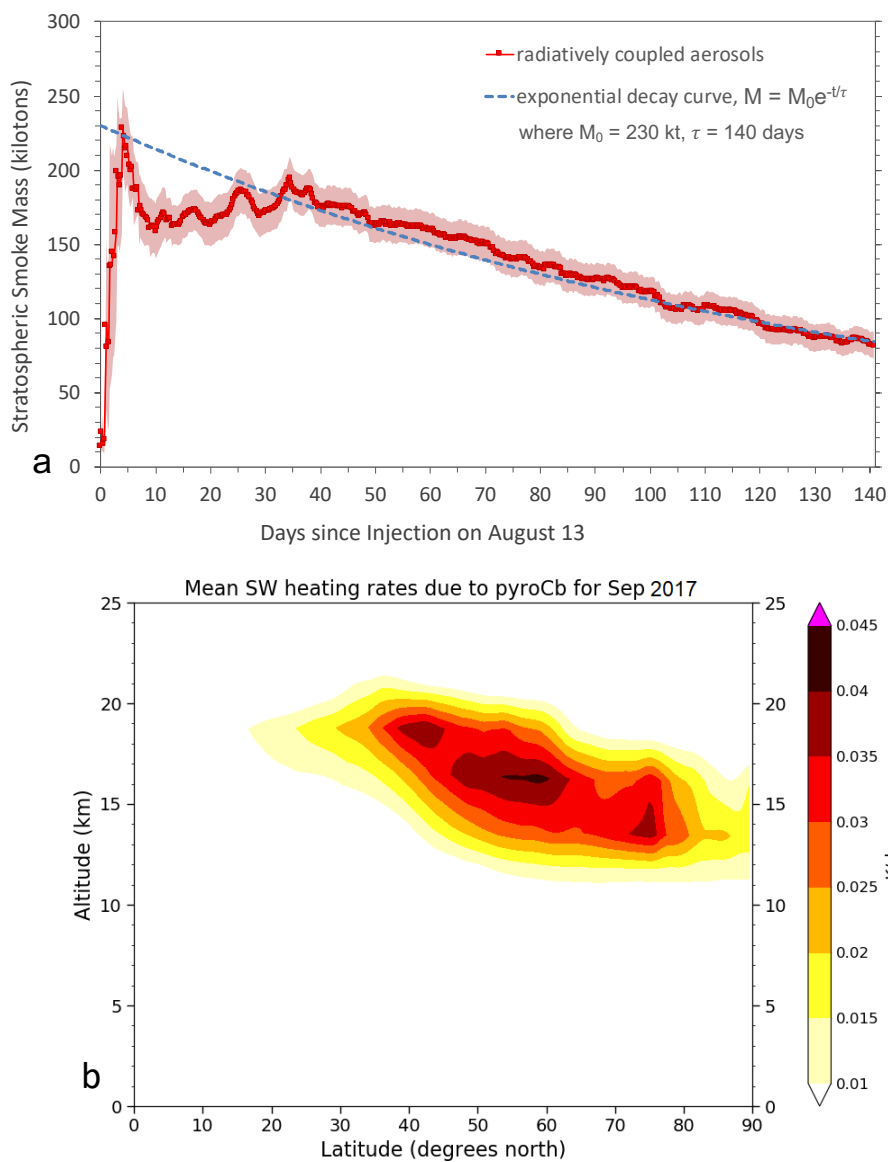 300
250
200
150
100
50
0
Stratospheric Smoke Mass (kilotons)
radiatively coupled aerosols
exponential decay curve, M = M₀e^-t/τ
where M₀ = 230 kt, τ = 140 days
a
0 10 20 30 40 50 60 70 80 90 100 110 120 130 140
Days since Injection on August 13
Mean SW heating rates due to pyroCb for Sep 2017
25
20
15
10
5
0
Altitude (km)
25
20
15
10
5
0
0.045
0.04
0.035
0.03
0.025
0.02
0.015
0.01
b
0 10 20 30 40 50 60 70 80 90
Latitude (degrees north)